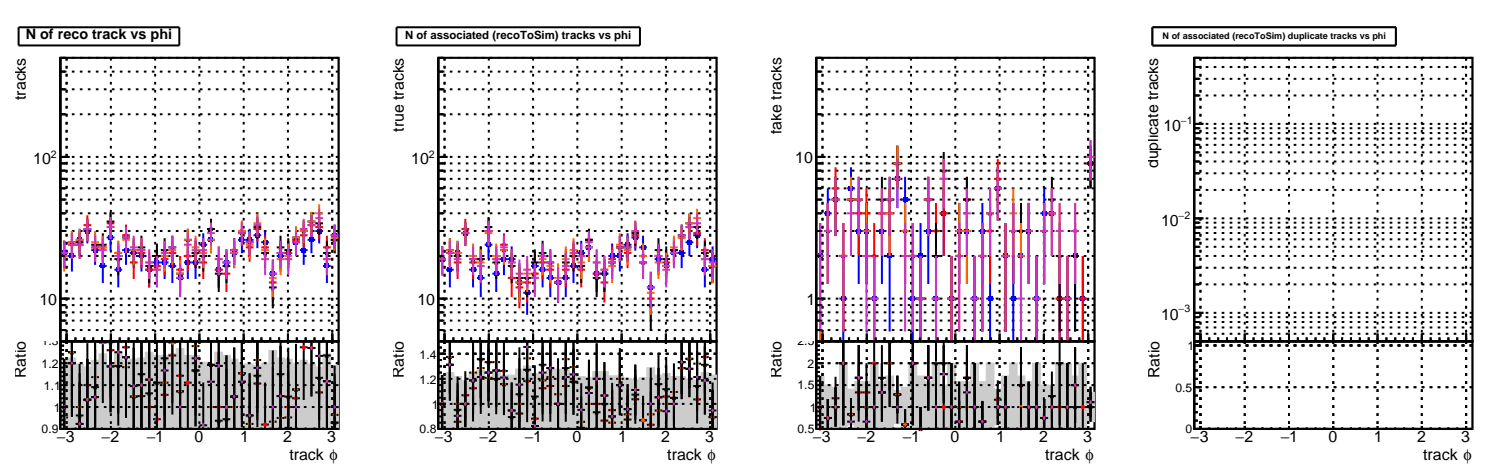 N of reco track vs phi
tracks
10²
10
Ratio
1.3
1.2
1.1
1
0.9
−3 −2 −1 0 1 2 3
track ϕ
N of associated (recoToSim) tracks vs phi
true tracks
10²
10
Ratio
1.4
1.2
1
0.8
−3 −2 −1 0 1 2 3
track ϕ
fake tracks
10
1
Ratio
2.5
2
1.5
1
0.5
−3 −2 −1 0 1 2 3
track ϕ
N of associated (recoToSim) duplicate tracks vs phi
duplicate tracks
10⁻¹
10⁻²
10⁻³
Ratio
1
0.5
0
−3 −2 −1 0 1 2 3
track ϕ